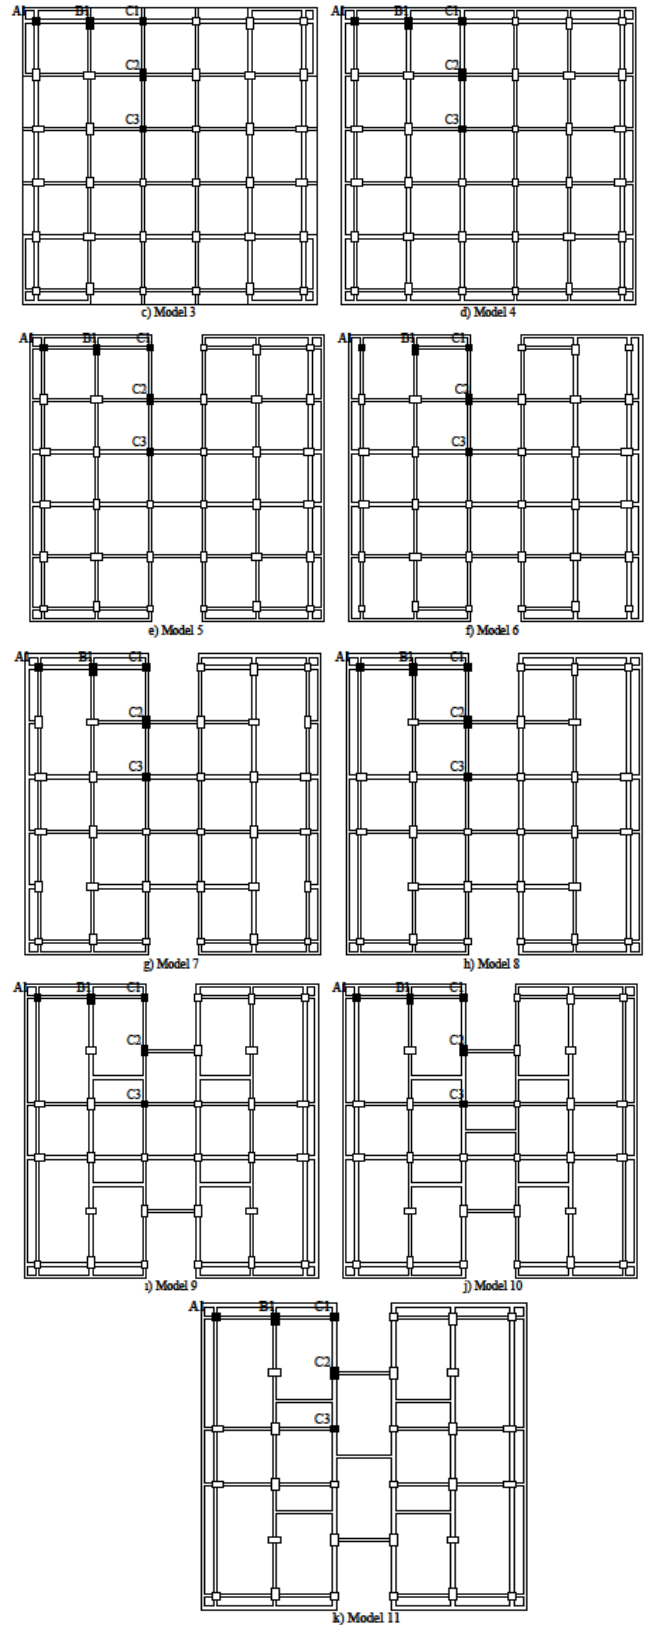 A1 B1 C1 A1 B1 C1
C2 C2
C3 C3
c) Model 3 d) Model 4
A1 B1 C1 A1 B1 C1
C2 C2
C3 C3
e) Model 5 f) Model 6
A1 B1 C1 A1 B1 C1
C2 C2
C3 C3
g) Model 7 h) Model 8
A1 B1 C1 A1 B1 C1
C2 C2
C3 C3
ı) Model 9 j) Model 10
A1 B1 C1
C2
C3
k) Model 11